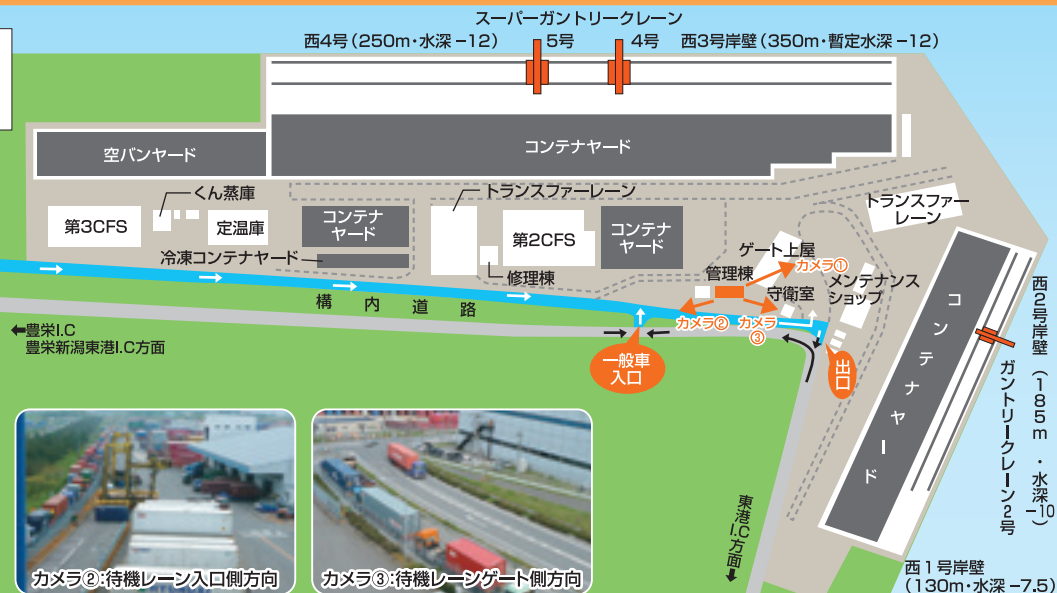 スーパーガントリークレーン
西4号(250m・水深−12)
5号
4号
西3号岸壁(350m・暫定水深−12)
空バンヤード
コンテナヤード
くん蒸庫
トランスファーレーン
トランスファー
レーン
第3CFS
定温庫
コンテナ
ヤード
第2CFS
コンテナ
ヤード
冷凍コンテナヤード
修理棟
ゲート上屋
カメラ①
管理棟
守衛室
メンテナンス
ショップ
カメラ②
カメラ
③
構内道路
←豊栄I.C
豊栄新潟東港I.C方面
一般車
入口
出口
コンテナヤード
西2号岸壁(185m・水深−10)
ガントリークレーン2号
東港I.C方面
西1号岸壁
(130m・水深−7.5)
カメラ②:待機レーン入口側方向
カメラ③:待機レーンゲート側方向